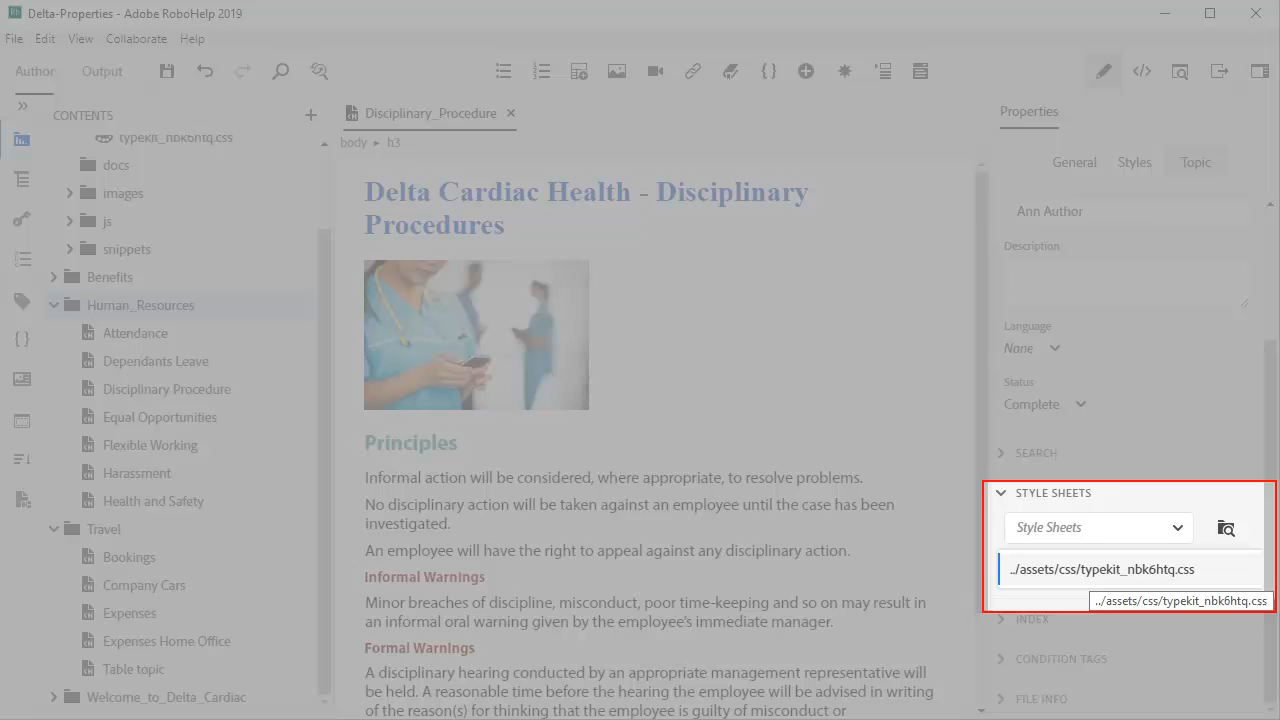 Delta-Properties - Adobe RoboHelp 2019
File Edit View Collaborate Help
Author Output
CONTENTS
typekit_nbk6htq.css
docs
images
js
snippets
Benefits
Human_Resources
Attendance
Dependants Leave
Disciplinary Procedure
Equal Opportunities
Flexible Working
Harassment
Health and Safety
Travel
Bookings
Company Cars
Expenses
Expenses Home Office
Table topic
Welcome_to_Delta_Cardiac
Disciplinary_Procedure
body h3
Delta Cardiac Health - Disciplinary
Procedures
Principles
Informal action will be considered, where appropriate, to resolve problems.
No disciplinary action will be taken against an employee until the case has been
investigated.
An employee will have the right to appeal against any disciplinary action.
Informal Warnings
Minor breaches of discipline, misconduct, poor time-keeping and so on may result in
an informal oral warning given by the employee's immediate manager.
Formal Warnings
A disciplinary hearing conducted by an appropriate management representative will
be held. A reasonable time before the hearing the employee will be advised in writing
of the reason(s) for thinking that the employee is guilty of misconduct or
Properties
General Styles Topic
Ann Author
Description
Language
None
Status
Complete
SEARCH
STYLE SHEETS
Style Sheets
../assets/css/typekit_nbk6htq.css
../assets/css/typekit_nbk6htq.css
INDEX
CONDITION TAGS
FILE INFO